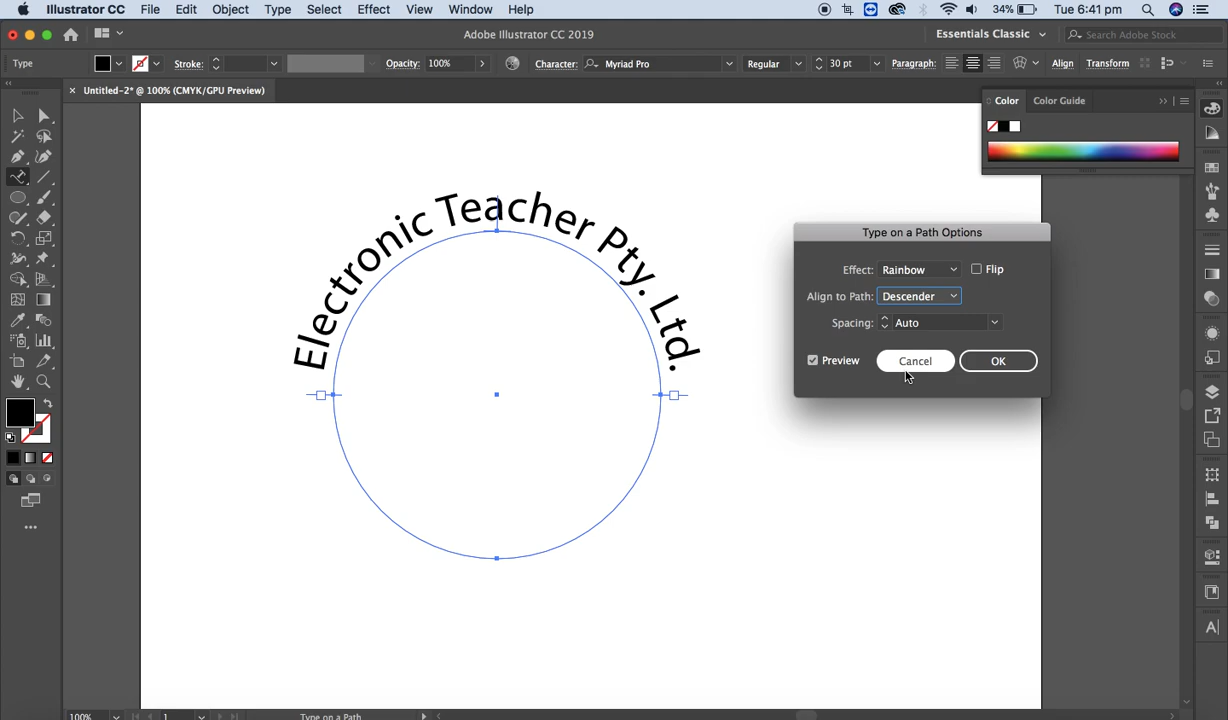 Illustrator CC File Edit Object Type Select Effect View Window Help 34% Tue 6:41 pm
Adobe Illustrator CC 2019 Essentials Classic Search Adobe Stock
Type Stroke: Opacity: 100% Character: Myriad Pro Regular 30 pt Paragraph: Align Transform
× Untitled-2* @ 100% (CMYK/GPU Preview)
Color Color Guide
Electronic Teacher Pty. Ltd.
Type on a Path Options
Effect: Rainbow Flip
Align to Path: Descender
Spacing: Auto
Preview Cancel OK
100% 1 Type on a Path